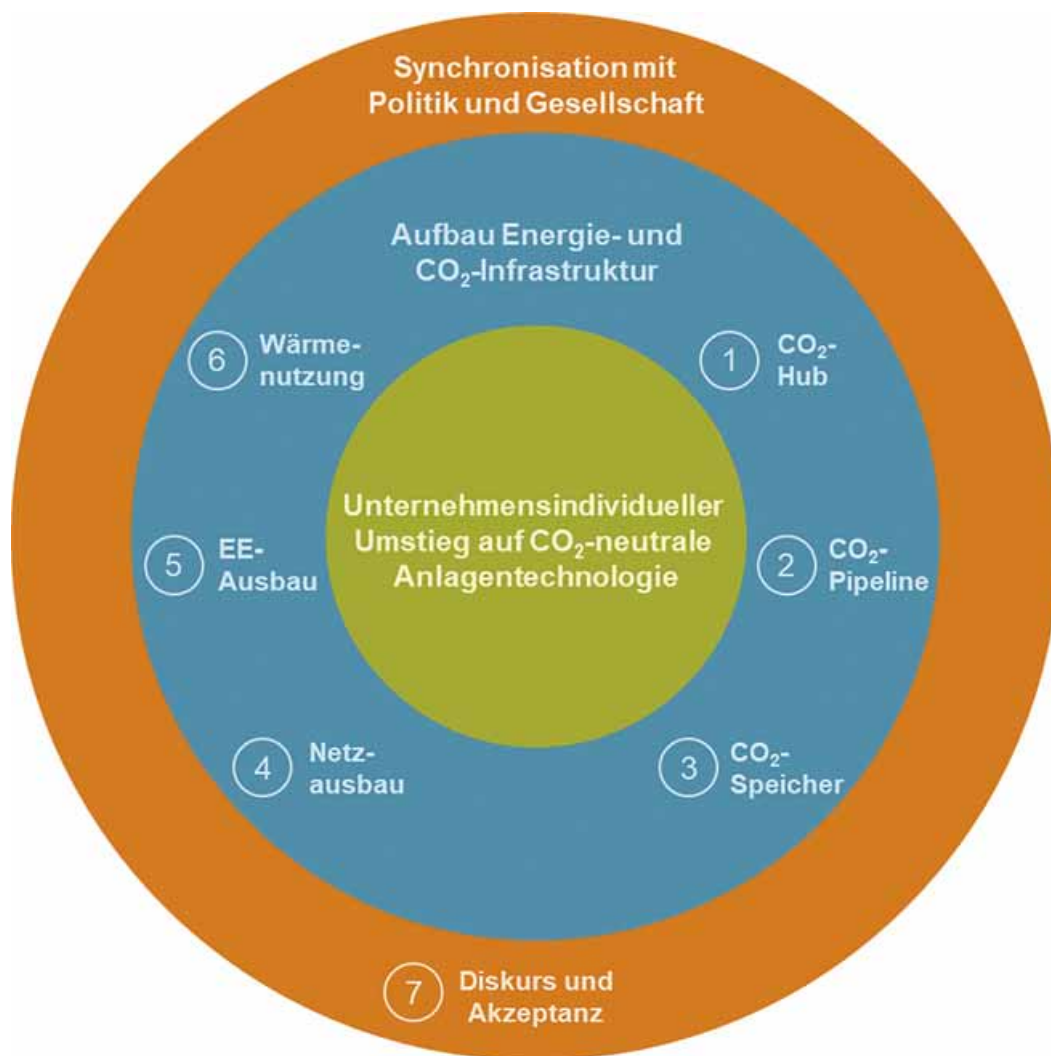 Synchronisation mit
Politik und Gesellschaft
Aufbau Energie- und
CO₂-Infrastruktur
6 Wärme-
nutzung
1 CO₂-
Hub
Unternehmensindividueller
Umstieg auf CO₂-neutrale
Anlagentechnologie
5 EE-
Ausbau
2 CO₂-
Pipeline
4 Netz-
ausbau
3 CO₂-
Speicher
7 Diskurs und
Akzeptanz